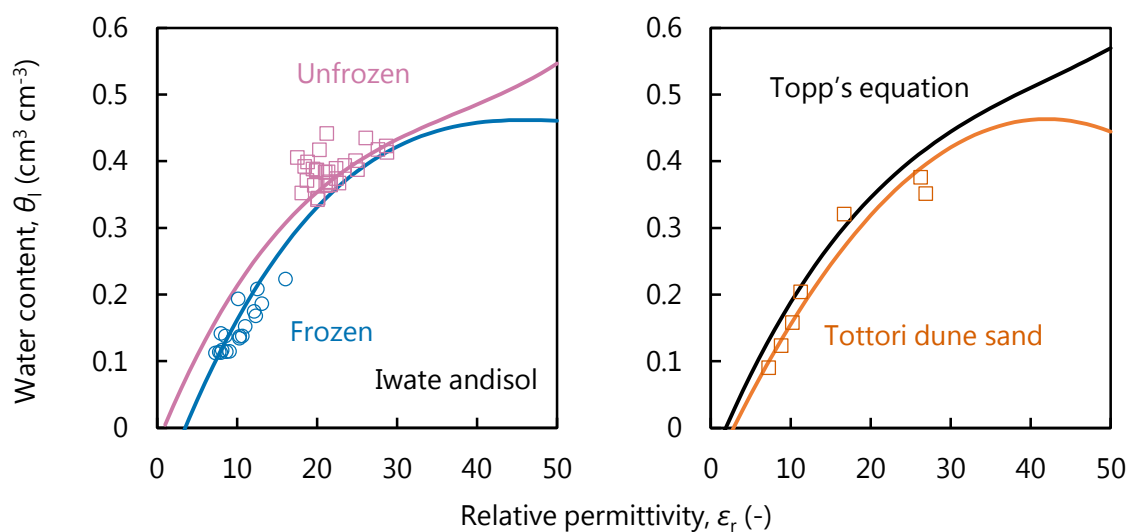 Water content, θl (cm³ cm⁻³)
0.6
0.5
0.4
0.3
0.2
0.1
0
Unfrozen
Frozen
Iwate andisol
0 10 20 30 40 50
0.6
0.5
0.4
0.3
0.2
0.1
0
Topp's equation
Tottori dune sand
0 10 20 30 40 50
Relative permittivity, εr (-)